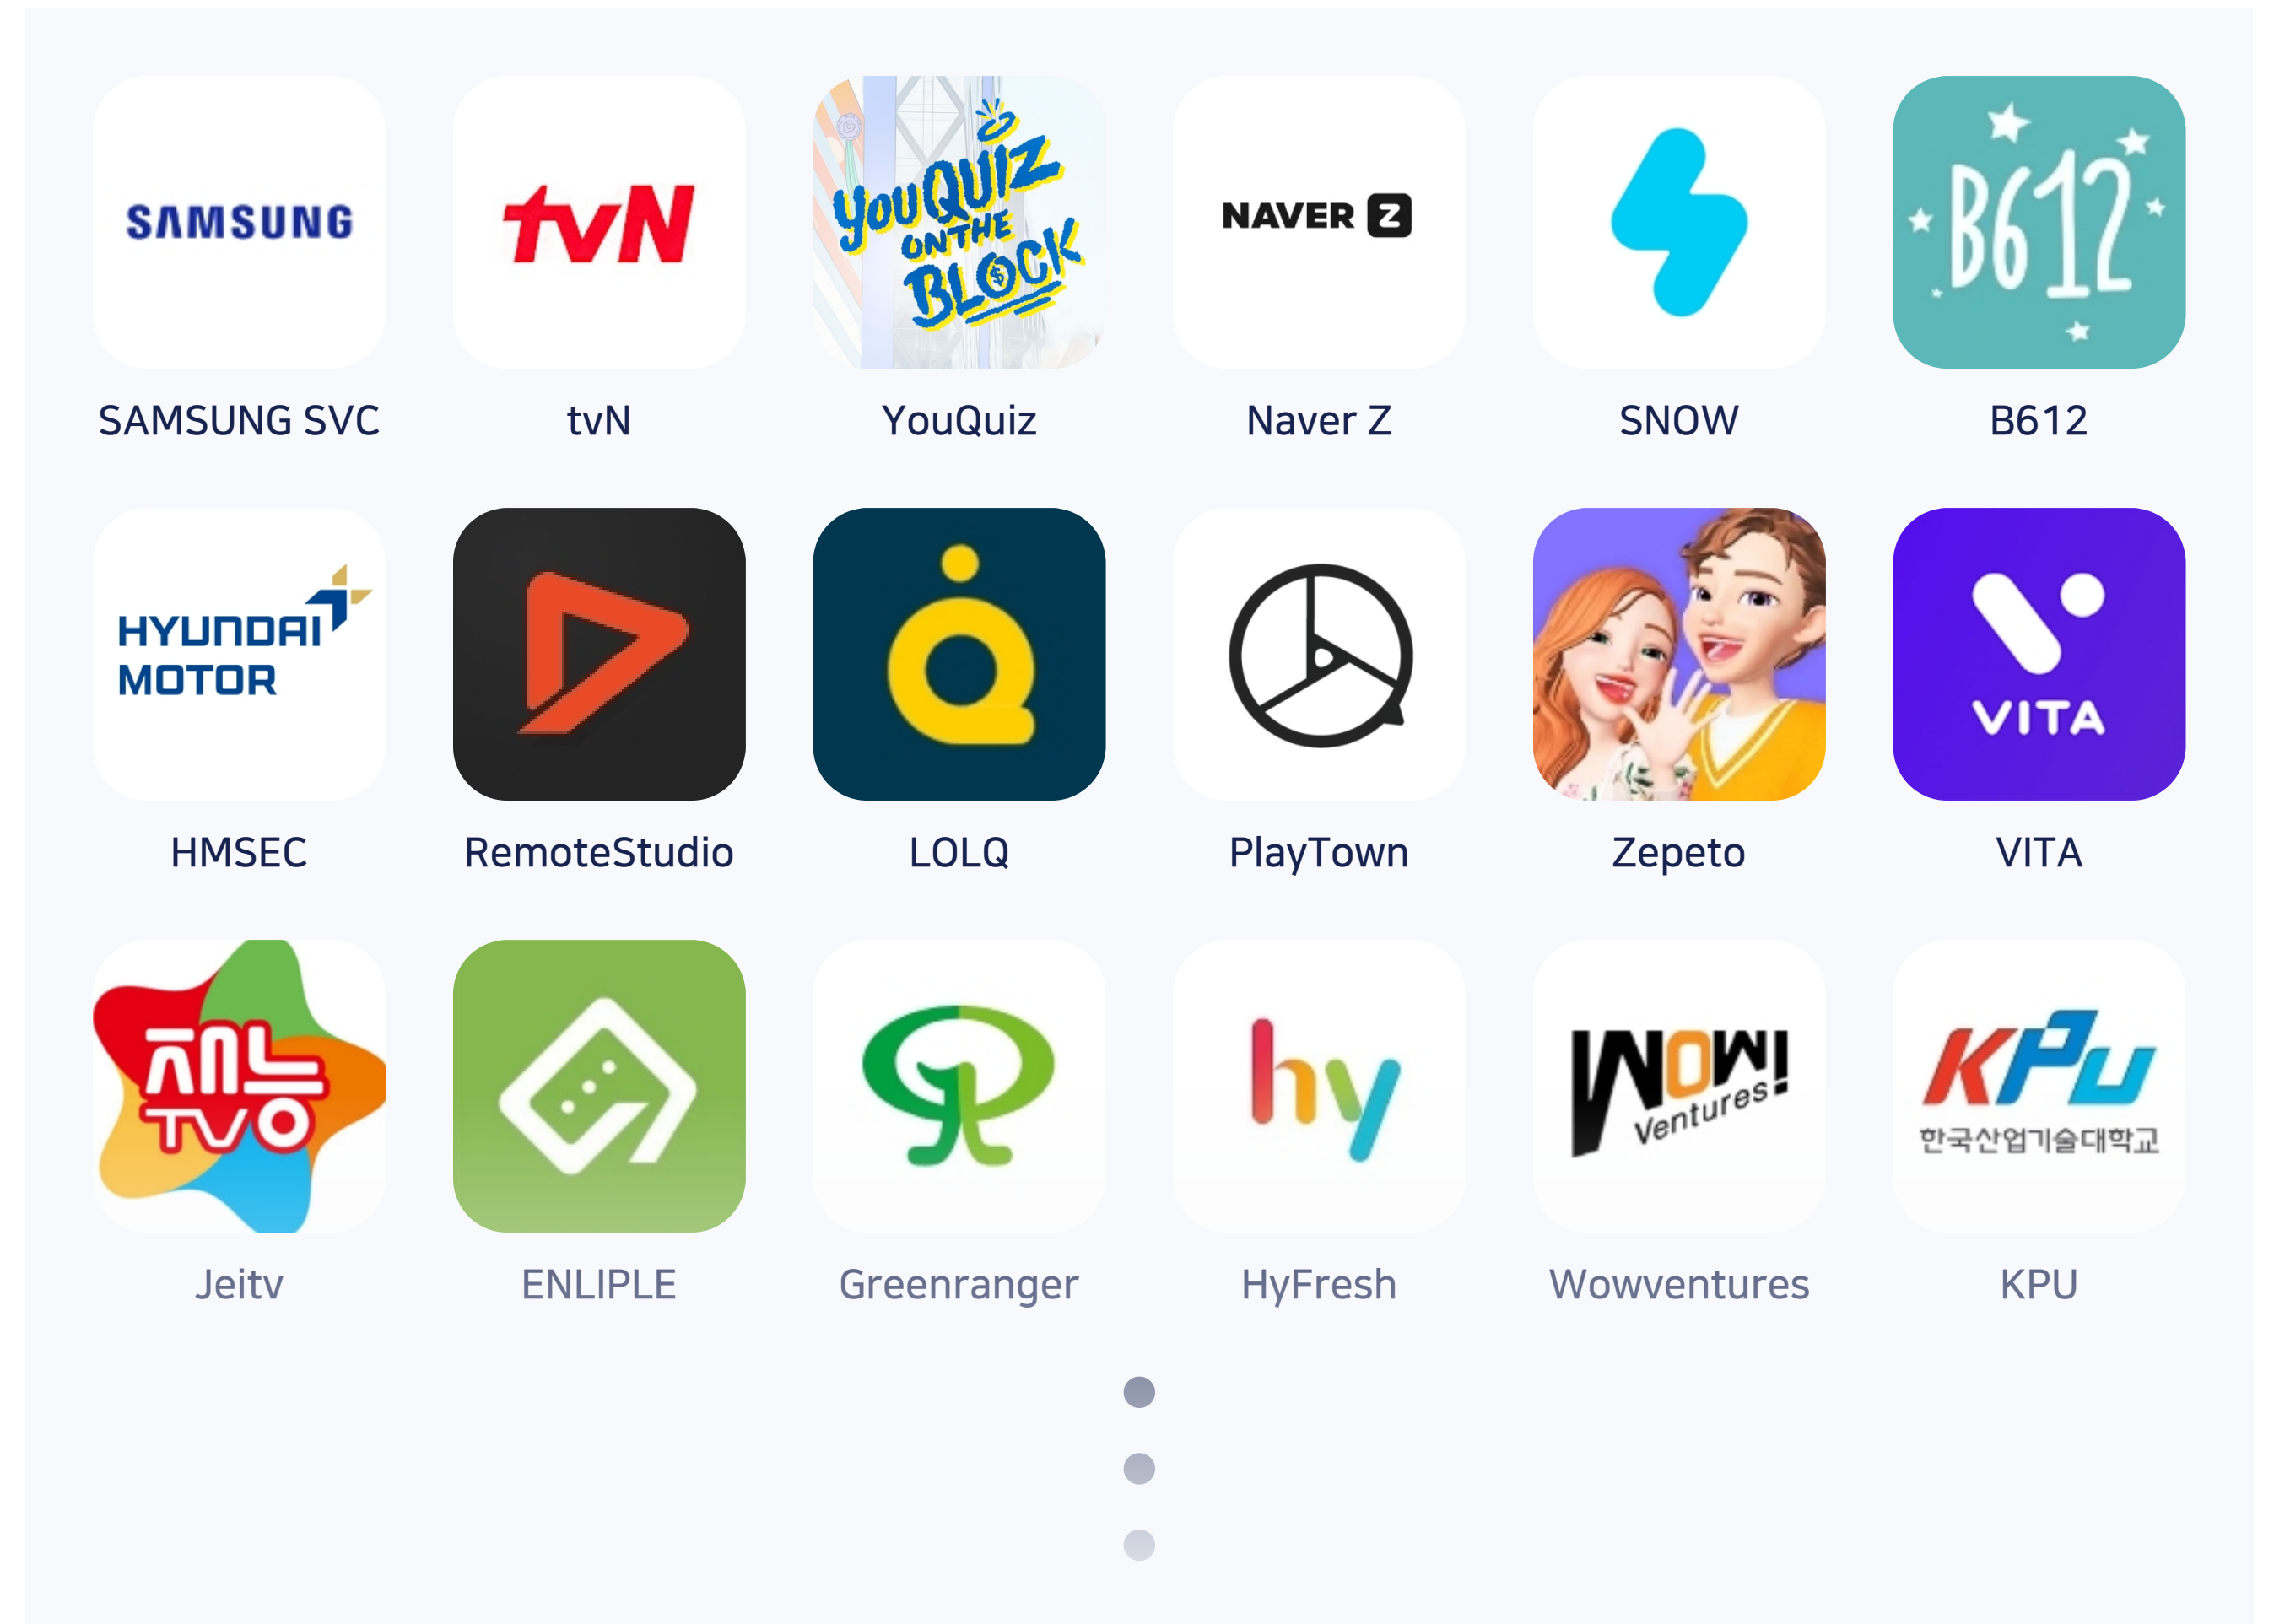 SAMSUNG
tvN
YOU QUIZ
ON THE
BLOCK
NAVER Z
B612
SAMSUNG SVC
tvN
YouQuiz
Naver Z
SNOW
B612
HYUNDAI
MOTOR
VITA
HMSEC
RemoteStudio
LOLQ
PlayTown
Zepeto
VITA
재능
TV
hy
WOW!
Ventures
KPU
한국산업기술대학교
Jeitv
ENLIPLE
Greenranger
HyFresh
Wowventures
KPU